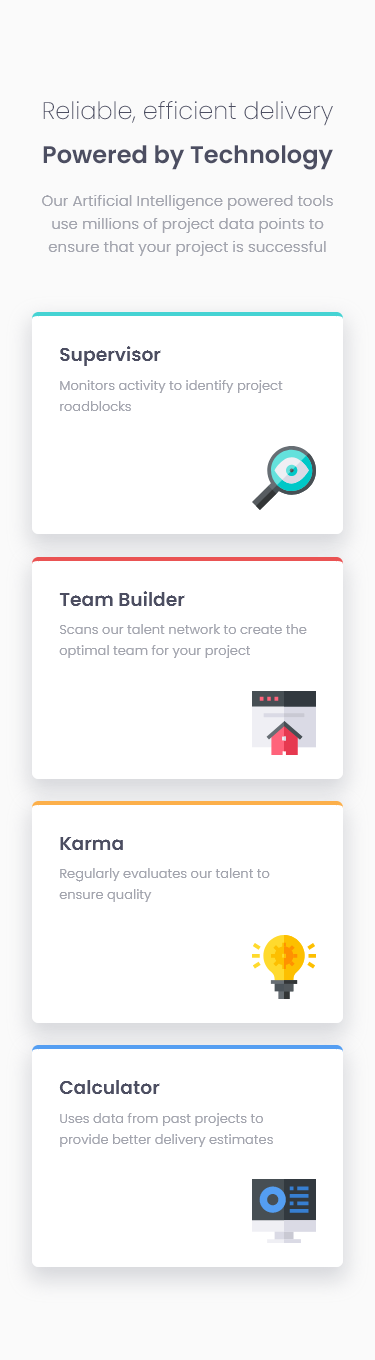 Reliable, efficient delivery
Powered by Technology
Our Artificial Intelligence powered tools
use millions of project data points to
ensure that your project is successful
Supervisor
Monitors activity to identify project
roadblocks
Team Builder
Scans our talent network to create the
optimal team for your project
Karma
Regularly evaluates our talent to
ensure quality
Calculator
Uses data from past projects to
provide better delivery estimates